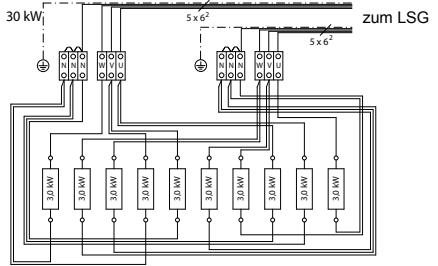 30 kW
zum LSG
5 x 6²
5 x 6²
N N N W V U
N N N W V U
3,0 kW 3,0 kW 3,0 kW 3,0 kW 3,0 kW 3,0 kW 3,0 kW 3,0 kW 3,0 kW 3,0 kW